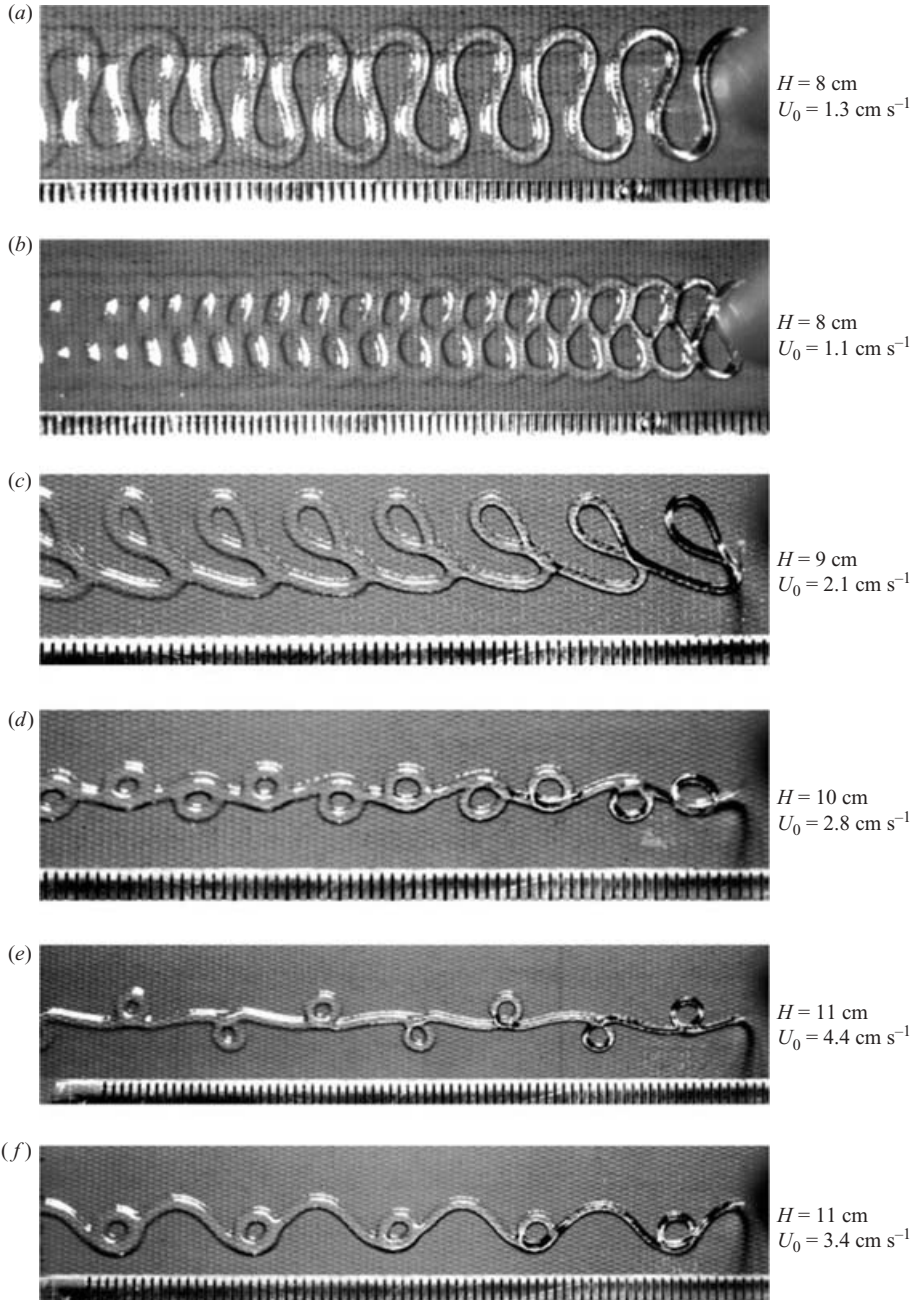 (a)
H = 8 cm
U₀ = 1.3 cm s⁻¹
(b)
H = 8 cm
U₀ = 1.1 cm s⁻¹
(c)
H = 9 cm
U₀ = 2.1 cm s⁻¹
(d)
H = 10 cm
U₀ = 2.8 cm s⁻¹
(e)
H = 11 cm
U₀ = 4.4 cm s⁻¹
(f)
H = 11 cm
U₀ = 3.4 cm s⁻¹